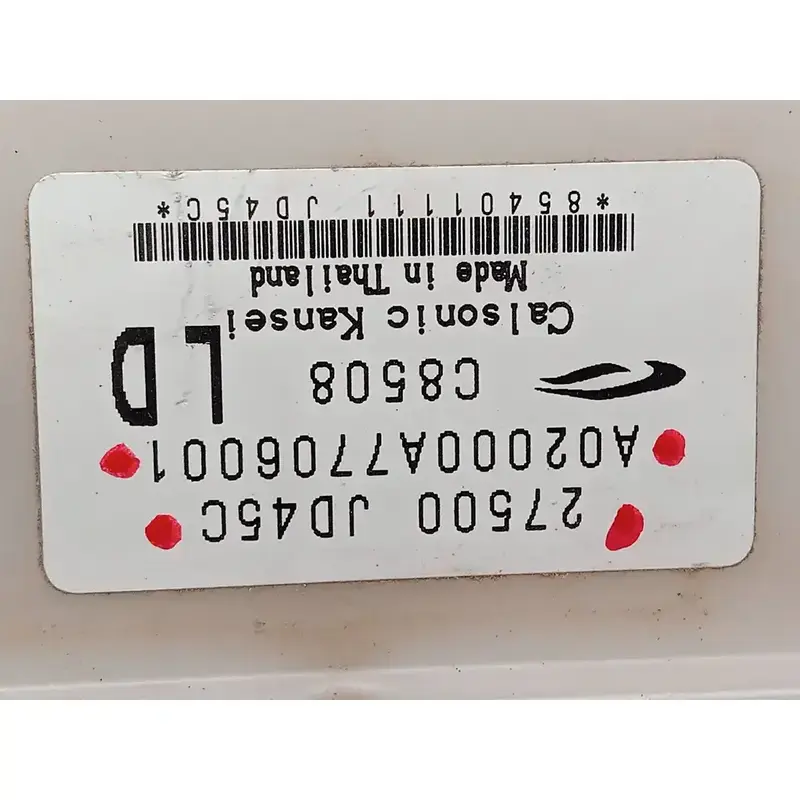 27500 JD45C
A02000A7706001
C8508
LD
Calsonic Kansei
Made in Thailand
*85401111 JD45C*